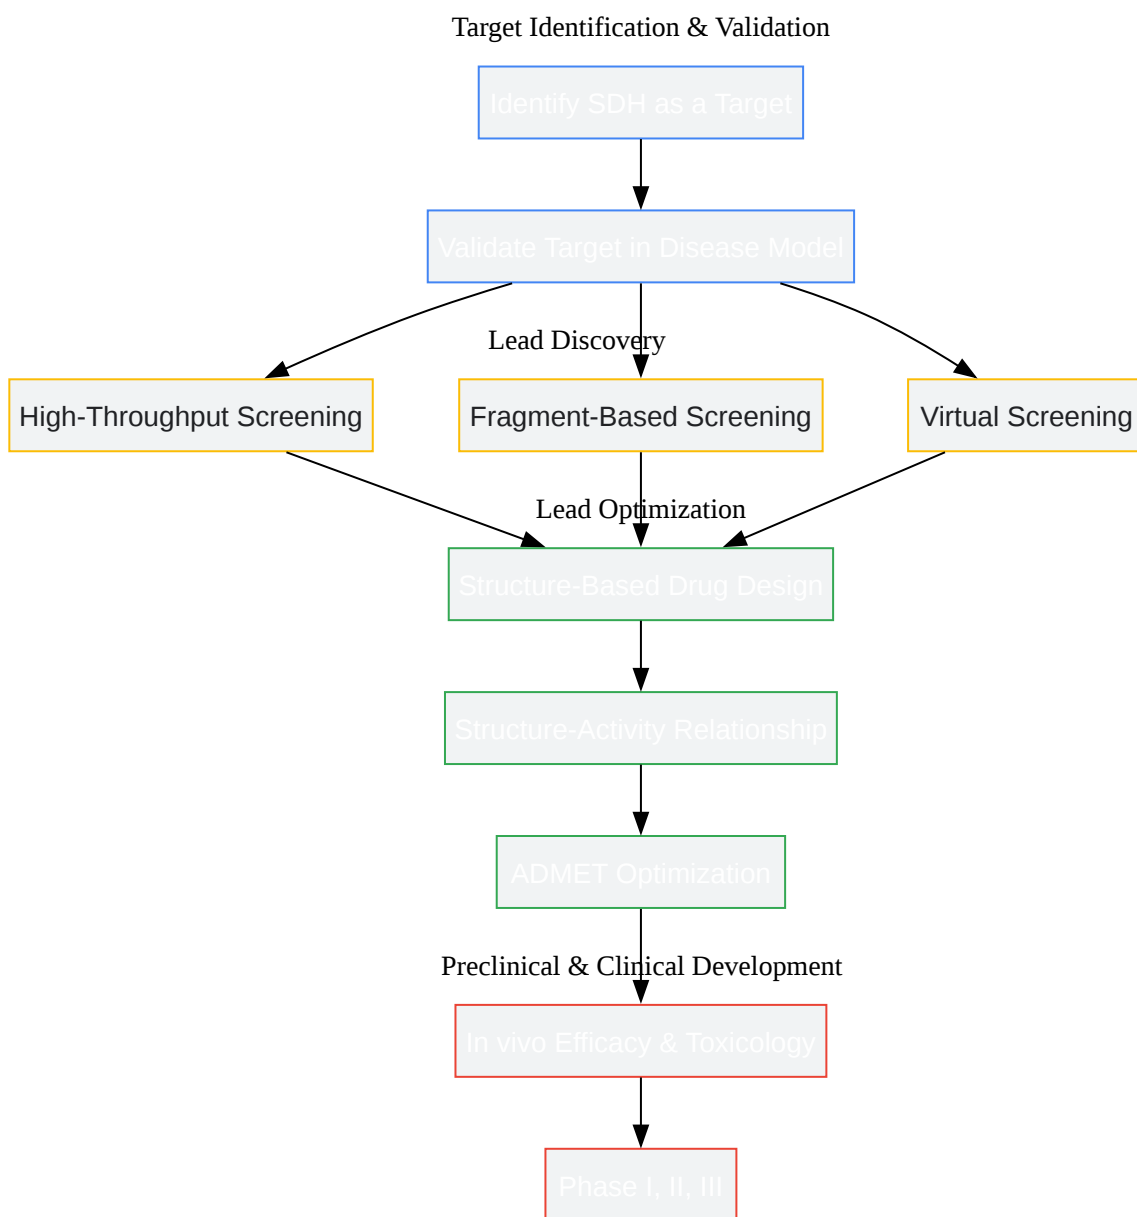 Target Identification & Validation
Identify SDH as a Target
Validate Target in Disease Model
Lead Discovery
High-Throughput Screening
Fragment-Based Screening
Virtual Screening
Lead Optimization
Structure-Based Drug Design
Structure-Activity Relationship
ADMET Optimization
Preclinical & Clinical Development
In vivo Efficacy & Toxicology
Phase I, II, III